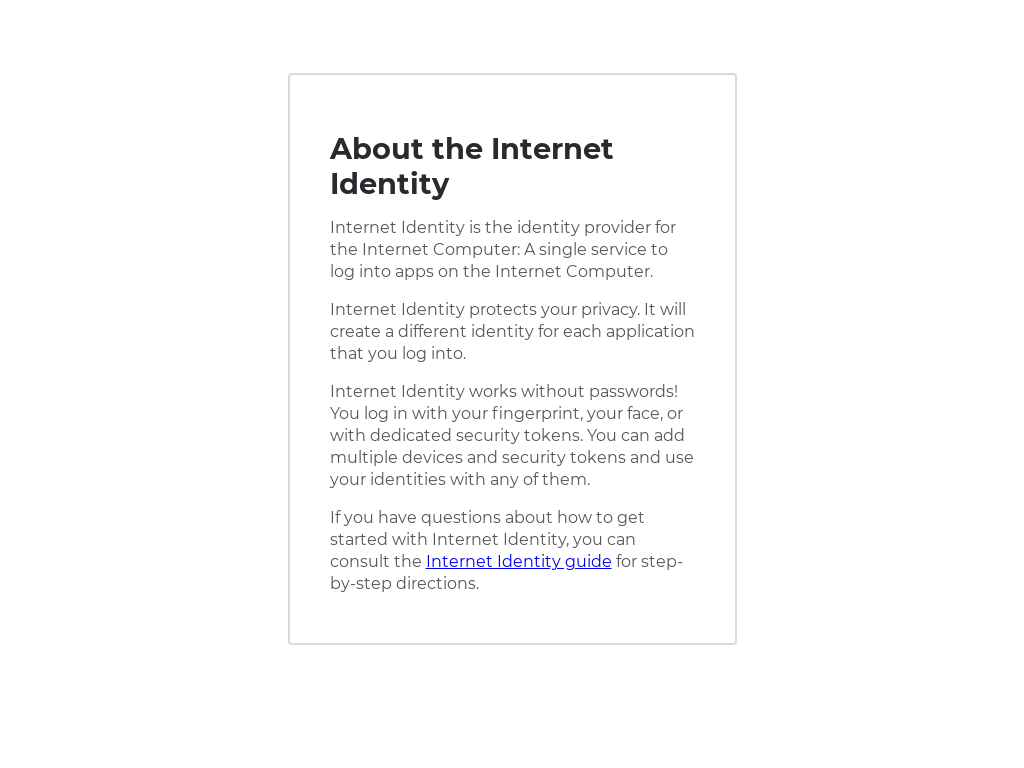 About the Internet
Identity
Internet Identity is the identity provider for
the Internet Computer: A single service to
log into apps on the Internet Computer.
Internet Identity protects your privacy. It will
create a different identity for each application
that you log into.
Internet Identity works without passwords!
You log in with your fingerprint, your face, or
with dedicated security tokens. You can add
multiple devices and security tokens and use
your identities with any of them.
If you have questions about how to get
started with Internet Identity, you can
consult the Internet Identity guide for step-
by-step directions.